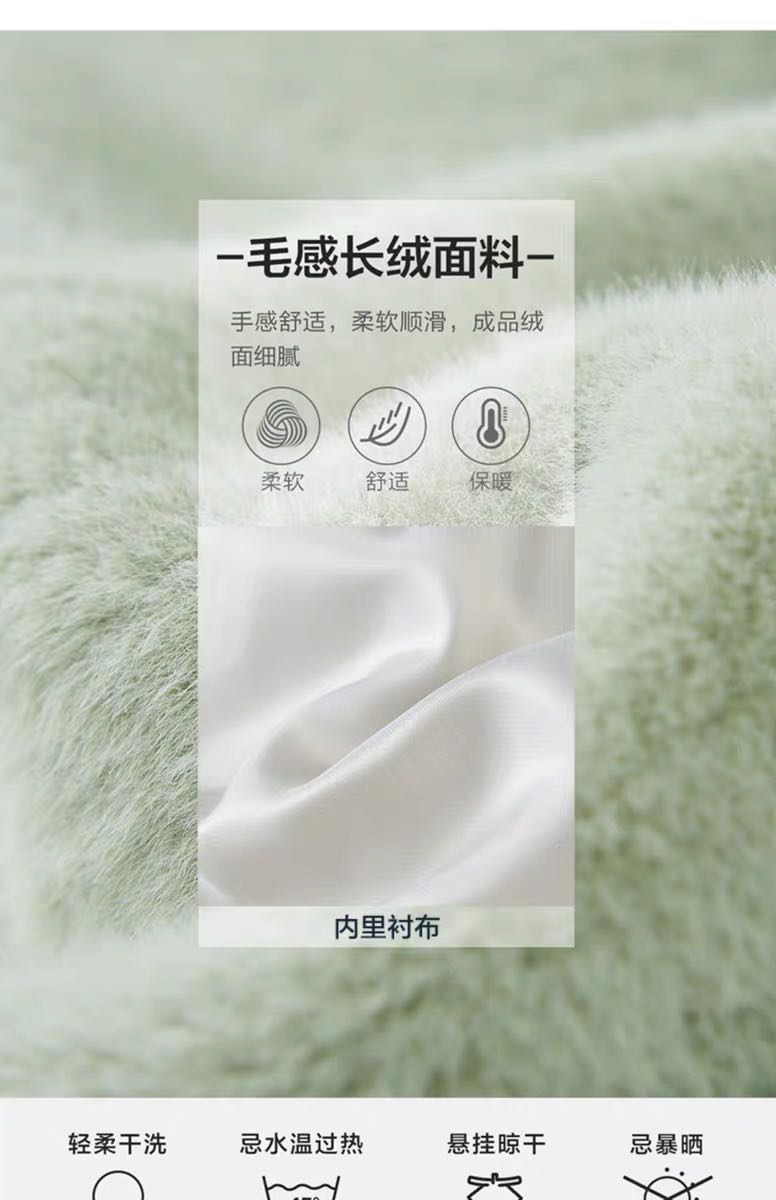 —毛感长绒面料—
手感舒适，柔软顺滑，成品绒
面细腻
柔软 舒适 保暖
内里衬布
轻柔干洗 忌水温过热 悬挂晾干 忌暴晒